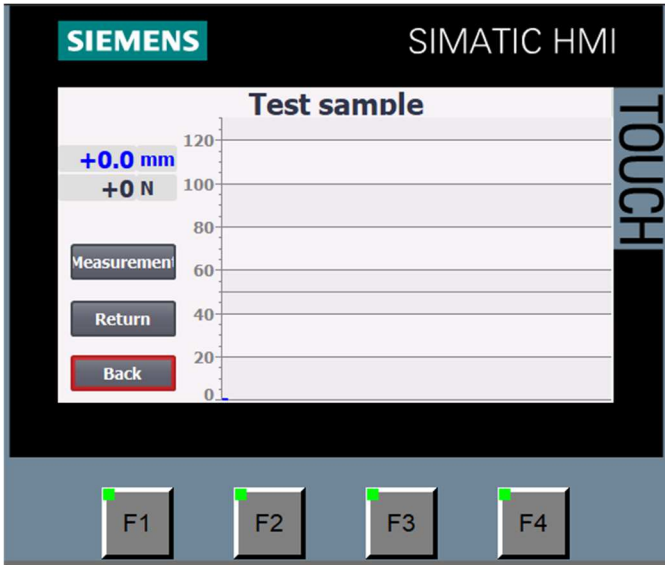 SIEMENS
SIMATIC HMI
TOUCH
Test sample
+0.0 mm
+0 N
120
100
80
60
40
20
0
Measurement
Return
Back
F1
F2
F3
F4